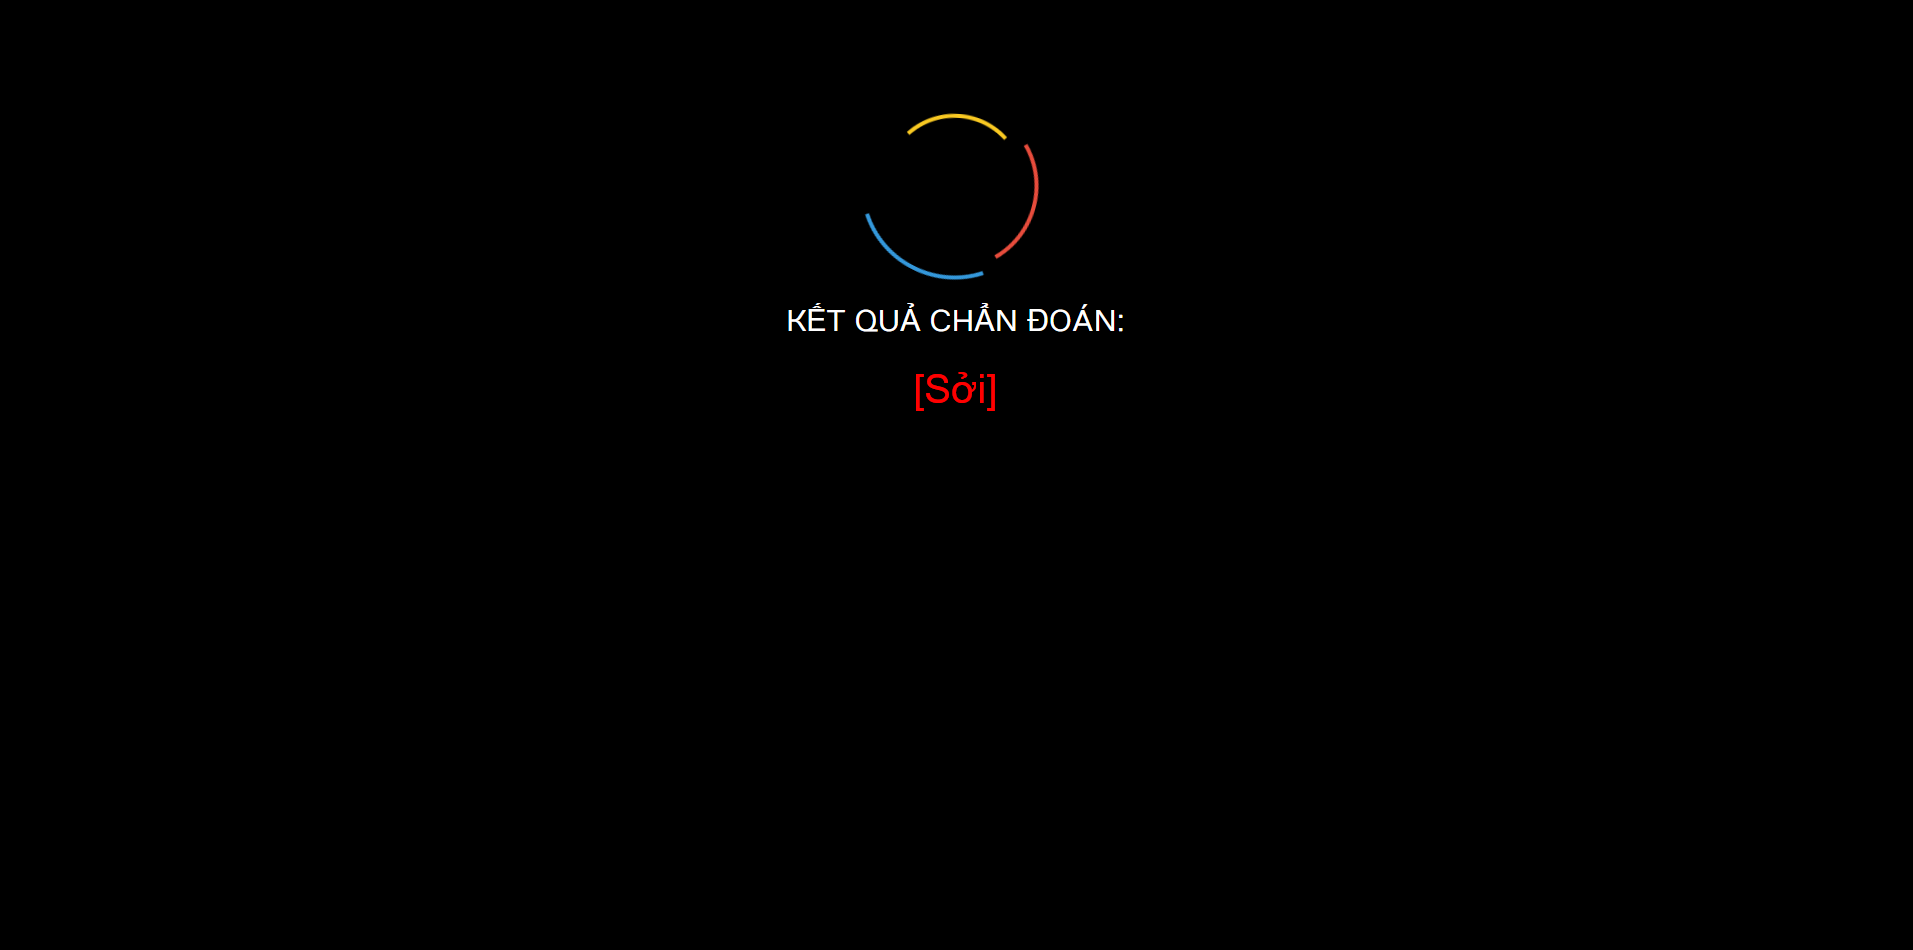 KẾT QUẢ CHẨN ĐOÁN:
[Sởi]